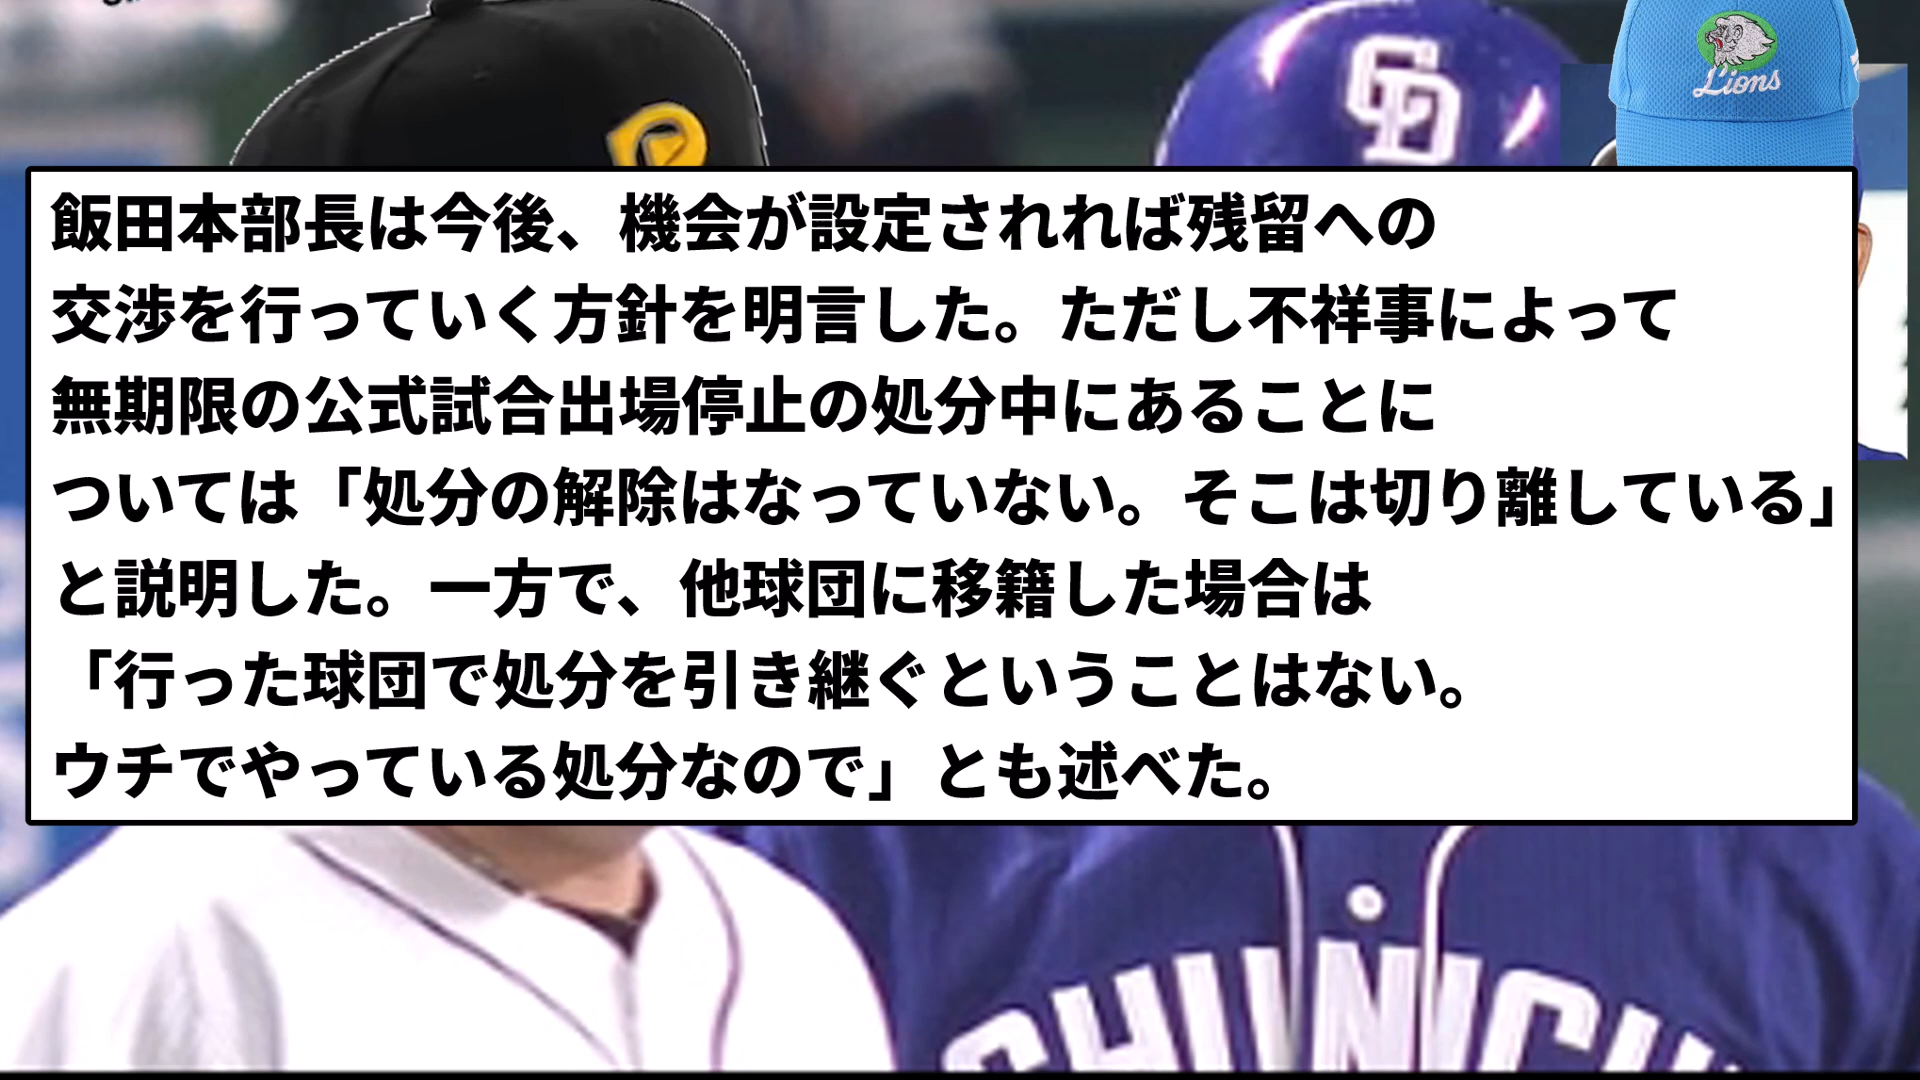 Lions
飯田本部長は今後、機会が設定されれば残留への
交渉を行っていく方針を明言した。ただし不祥事によって
無期限の公式試合出場停止の処分中にあることに
ついては「処分の解除はなっていない。そこは切り離している」
と説明した。一方で、他球団に移籍した場合は
「行った球団で処分を引き継ぐということはない。
ウチでやっている処分なので」とも述べた。